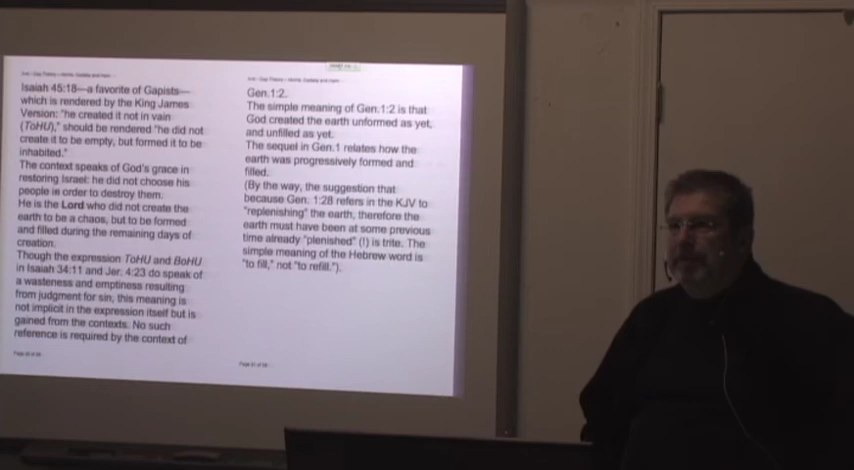 Anti - Gap Theory - Morris, Custaks and Ham
Isaiah 45:18—a favorite of Gapists—
which is rendered by the King James
Version: "he created it not in vain
(ToHU)," should be rendered "he did not
create it to be empty, but formed it to be
inhabited."
The context speaks of God's grace in
restoring Israel: he did not choose his
people in order to destroy them.
He is the Lord who did not create the
earth to be a chaos, but to be formed
and filled during the remaining days of
creation.
Though the expression ToHU and BoHU
in Isaiah 34:11 and Jer. 4:23 do speak of
a wasteness and emptiness resulting
from judgment for sin, this meaning is
not implicit in the expression itself but is
gained from the contexts. No such
reference is required by the context of
Gen.1:2.
The simple meaning of Gen.1:2 is that
God created the earth unformed as yet,
and unfilled as yet.
The sequel in Gen.1 relates how the
earth was progressively formed and
filled.
(By the way, the suggestion that
because Gen. 1:28 refers in the KJV to
"replenishing" the earth, therefore the
earth must have been at some previous
time already "plenished" (!) is trite. The
simple meaning of the Hebrew word is
"to fill," not "to refill.").